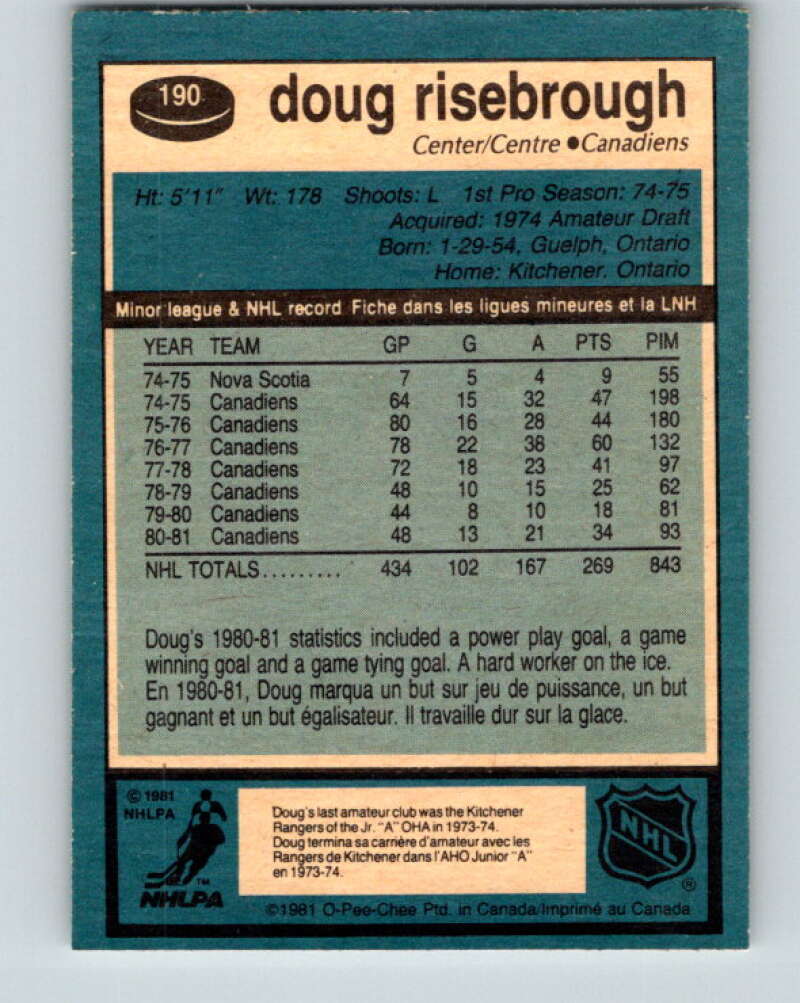 190 doug risebrough
Center/Centre ●Canadiens
Ht: 5'11" Wt: 178 Shoots: L 1st Pro Season: 74-75
Acquired: 1974 Amateur Draft
Born: 1-29-54, Guelph, Ontario
Home: Kitchener, Ontario
Minor league & NHL record Fiche dans les ligues mineures et la LNH
YEAR TEAM GP G A PTS PIM
74-75 Nova Scotia 7 5 4 9 55
74-75 Canadiens 64 15 32 47 198
75-76 Canadiens 80 16 28 44 180
76-77 Canadiens 78 22 38 60 132
77-78 Canadiens 72 18 23 41 97
78-79 Canadiens 48 10 15 25 62
79-80 Canadiens 44 8 10 18 81
80-81 Canadiens 48 13 21 34 93
NHL TOTALS......... 434 102 167 269 843
Doug's 1980-81 statistics included a power play goal, a game
winning goal and a game tying goal. A hard worker on the ice.
En 1980-81, Doug marqua un but sur jeu de puissance, un but
gagnant et un but égalisateur. Il travaille dur sur la glace.
© 1981
NHLPA
TM
NHLPA
Doug's last amateur club was the Kitchener
Rangers of the Jr. "A" OHA in 1973-74.
Doug termina sa carrière d'amateur avec les
Rangers de Kitchener dans l'AHO Junior "A"
en 1973-74.
NHL
®
©1981 O-Pee-Chee Ptd. in Canada/Imprimé au Canada